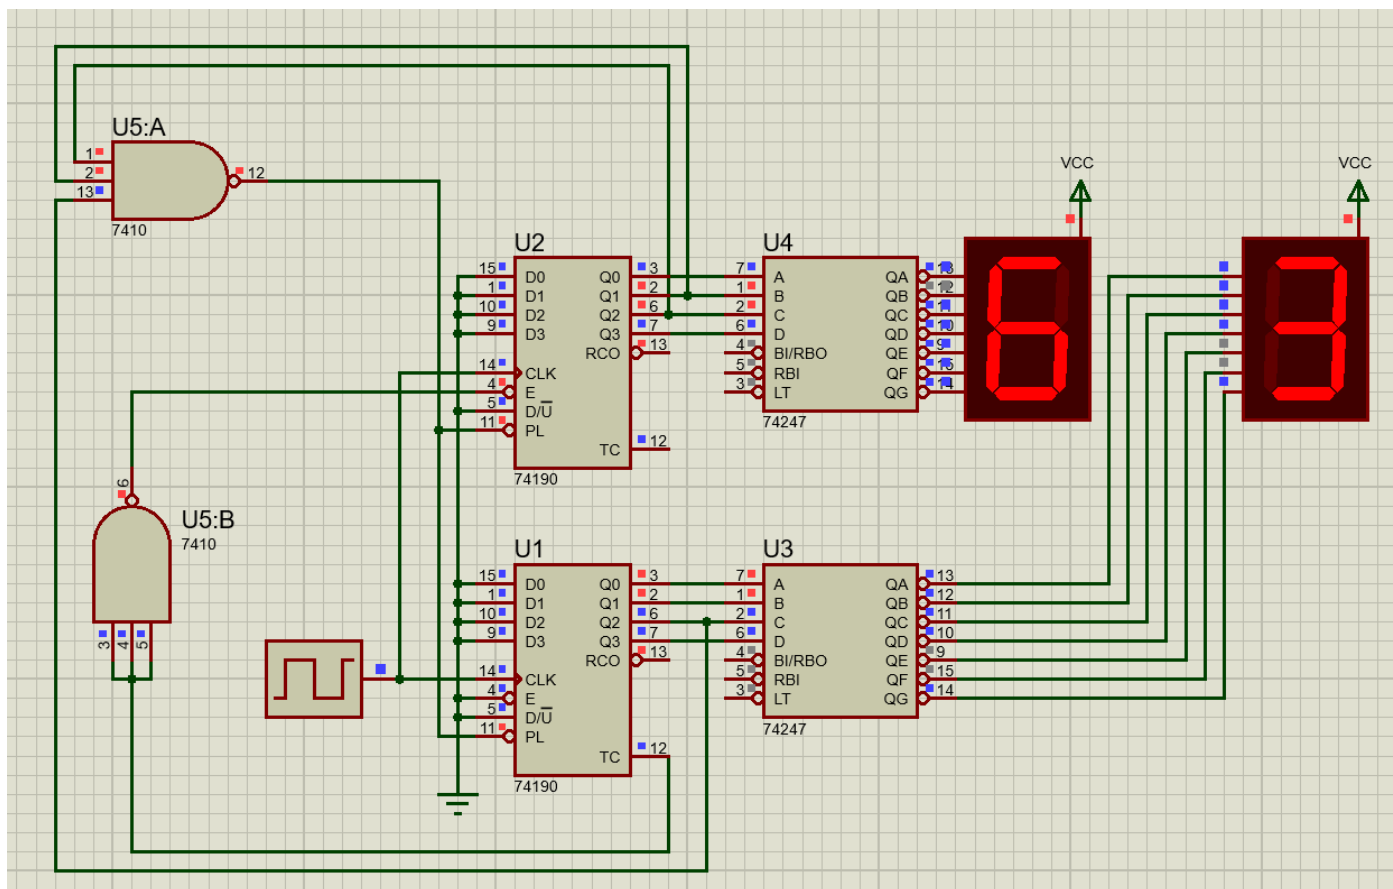 U5:A
1
2
13
12
7410
VCC
VCC
U2
15 D0 Q0 3
1 D1 Q1 2
10 D2 Q2 6
9 D3 Q3 7
RCO 13
14 CLK
4 E
5 D/U
11 PL
TC 12
74190
U4
7 A QA 13
1 B QB 12
2 C QC 11
6 D QD 10
4 BI/RBO QE 9
5 RBI QF 15
3 LT QG 14
74247
6
U5:B
7410
3 4 5
U1
15 D0 Q0 3
1 D1 Q1 2
10 D2 Q2 6
9 D3 Q3 7
RCO 13
14 CLK
4 E
5 D/U
11 PL
TC 12
74190
U3
7 A QA 13
1 B QB 12
2 C QC 11
6 D QD 10
4 BI/RBO QE 9
5 RBI QF 15
3 LT QG 14
74247
6
3